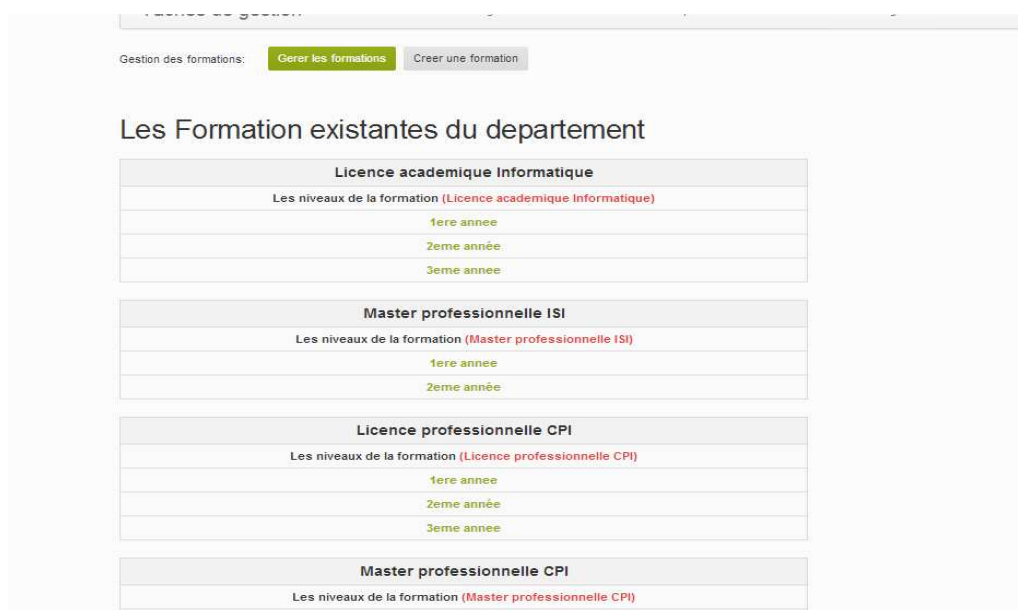 Gestion des formations: Gerer les formations Creer une formation
Les Formation existantes du departement
Licence academique Informatique
Les niveaux de la formation (Licence academique Informatique)
1ere annee
2eme année
3eme annee
Master professionnelle ISI
Les niveaux de la formation (Master professionnelle ISI)
1ere annee
2eme année
Licence professionnelle CPI
Les niveaux de la formation (Licence professionnelle CPI)
1ere annee
2eme année
3eme annee
Master professionnelle CPI
Les niveaux de la formation (Master professionnelle CPI)